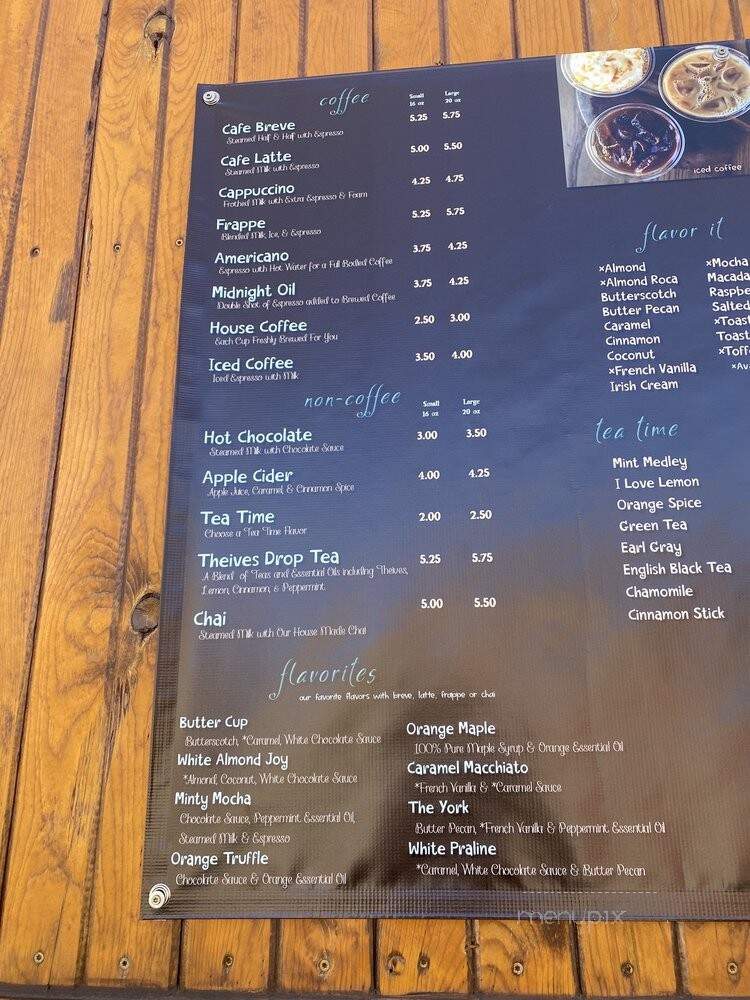 coffee
Small Large
16 oz 20 oz
Cafe Breve 5.25 5.75
Steamed Half & Half with Espresso
Cafe Latte 5.00 5.50
Steamed Milk with Espresso
Cappuccino 4.25 4.75
Frothed Milk with Extra Espresso & Foam
Frappe 5.25 5.75
Blended Milk, Ice, & Espresso
Americano 3.75 4.25
Espresso with Hot Water for a Full Bodied Coffee
Midnight Oil 3.75 4.25
Double Shot of Espresso added to Brewed Coffee
House Coffee 2.50 3.00
Each Cup Freshly Brewed For You
Iced Coffee 3.50 4.00
Iced Espresso with Milk
non-coffee
Small Large
16 oz 20 oz
Hot Chocolate 3.00 3.50
Steamed Milk with Chocolate Sauce
Apple Cider 4.00 4.25
Apple Juice, Caramel, & Cinnamon Spice
Tea Time 2.00 2.50
Choose a Tea Time Flavor
Theives Drop Tea 5.25 5.75
A Blend of Teas and Essential Oils including Theives,
Lemon, Cinnamon, & Peppermint
Chai 5.00 5.50
Steamed Milk with Our House Made Chai
flavorites
our favorite flavors with breve, latte, frappe or chai
Butter Cup
Butterscotch, *Caramel, White Chocolate Sauce
White Almond Joy
*Almond, Coconut, White Chocolate Sauce
Minty Mocha
Chocolate Sauce, Peppermint Essential Oil,
Steamed Milk & Espresso
Orange Truffle
Chocolate Sauce & Orange Essential Oil
Orange Maple
100% Pure Maple Syrup & Orange Essential Oil
Caramel Macchiato
*French Vanilla & *Caramel Sauce
The York
Butter Pecan, *French Vanilla & Peppermint Essential Oil
White Praline
*Caramel, White Chocolate Sauce & Butter Pecan
iced coffee
flavor it
*Almond
*Almond Roca
Butterscotch
Butter Pecan
Caramel
Cinnamon
Coconut
*French Vanilla
Irish Cream
*Mocha
Macada
Raspbe
Salted
*Toast
Toast
*Toff
*Av
tea time
Mint Medley
I Love Lemon
Orange Spice
Green Tea
Earl Gray
English Black Tea
Chamomile
Cinnamon Stick
menupix